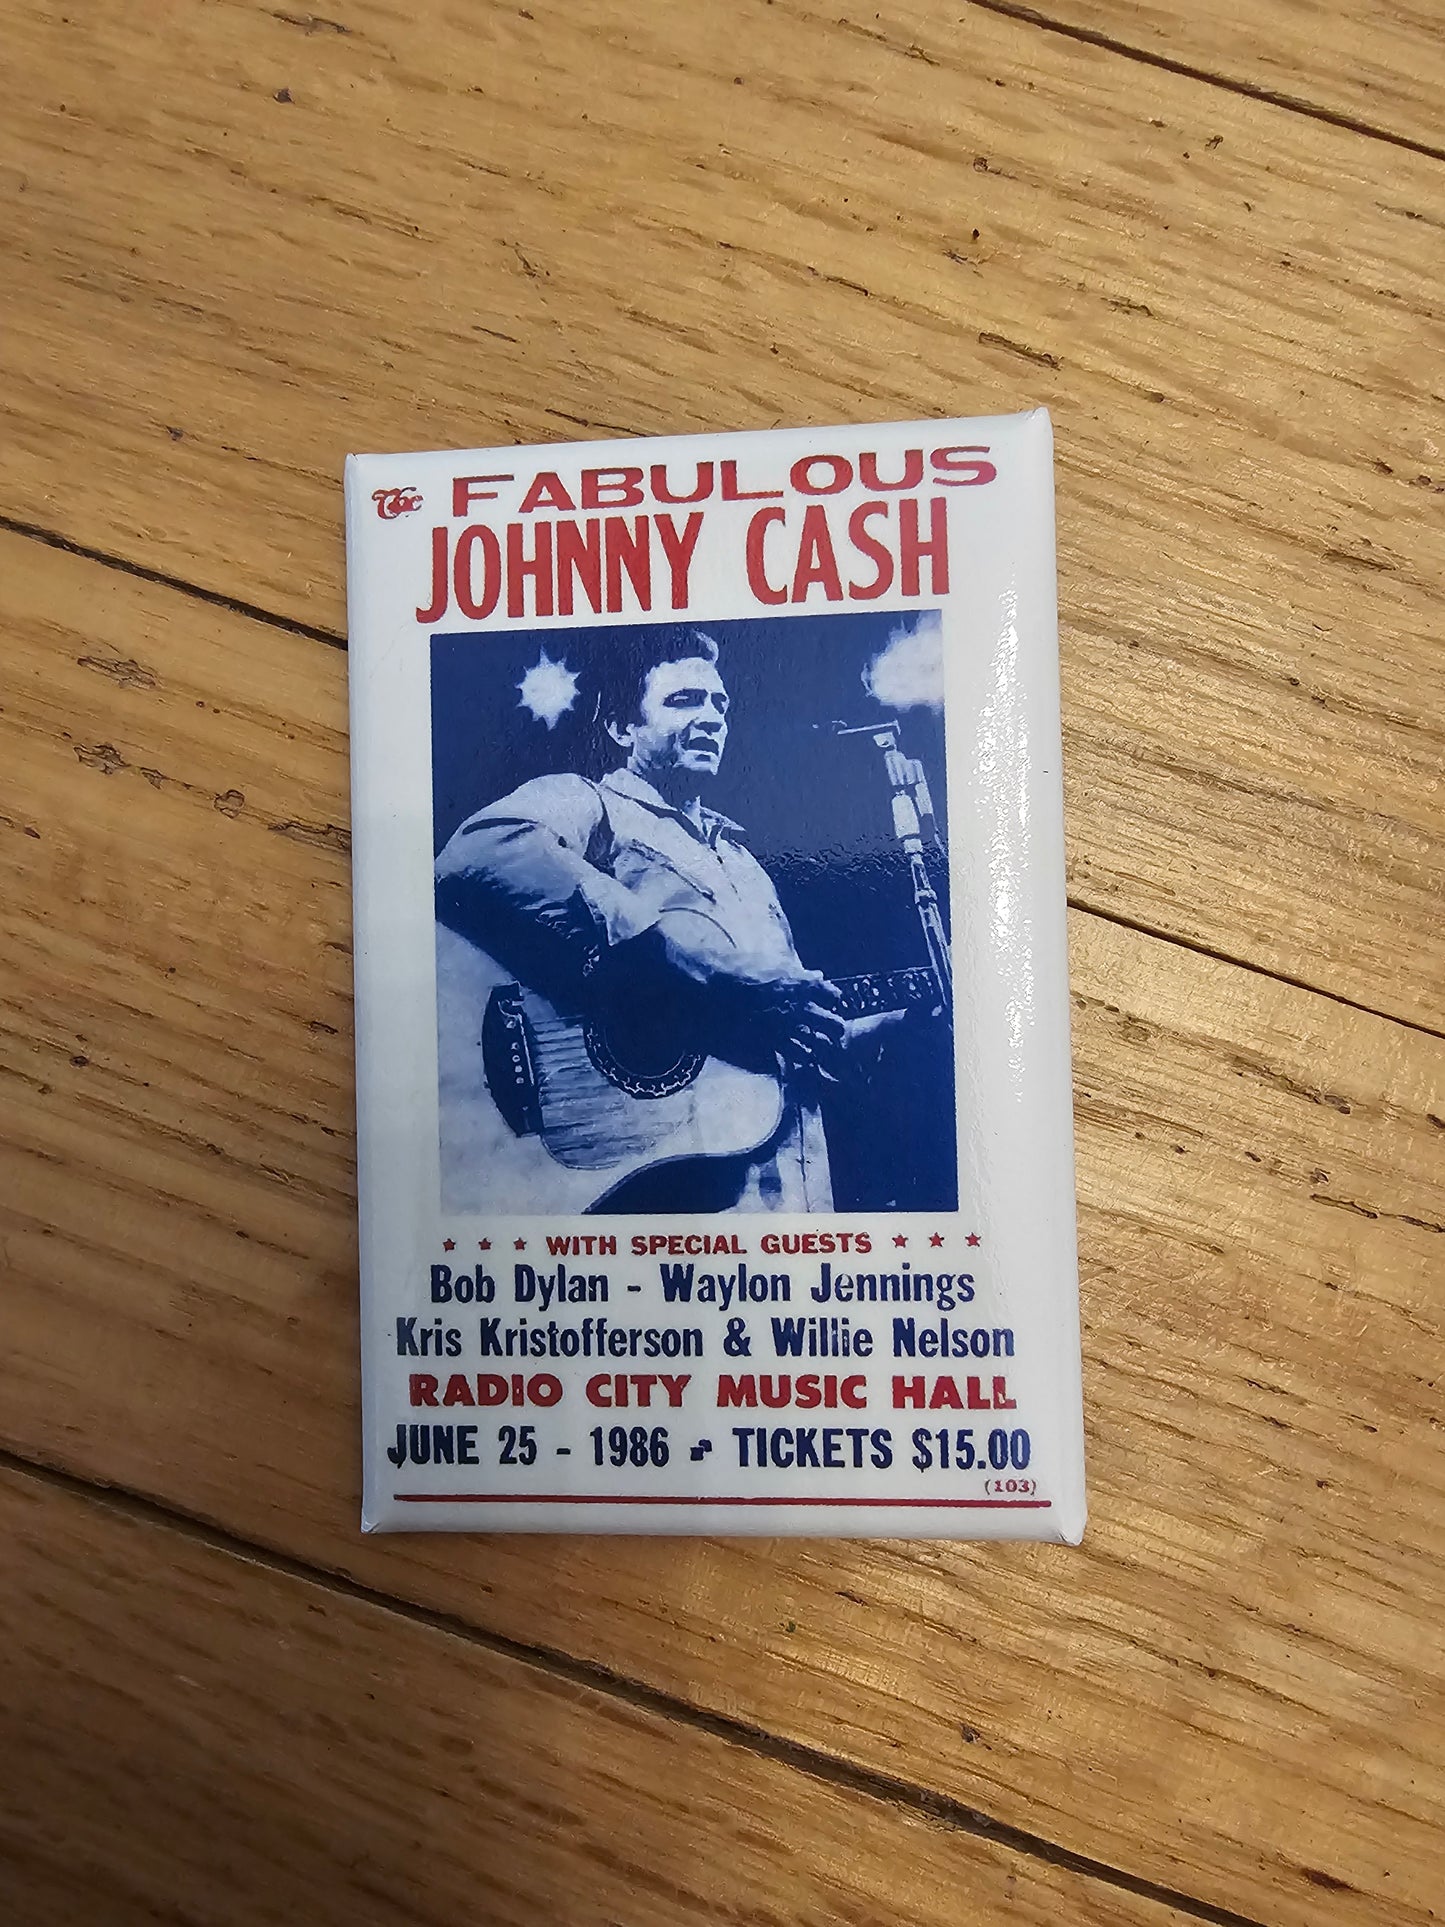 The FABULOUS
JOHNNY CASH
★ ★ ★ WITH SPECIAL GUESTS ★ ★ ★
Bob Dylan - Waylon Jennings
Kris Kristofferson & Willie Nelson
RADIO CITY MUSIC HALL
JUNE 25 - 1986 - TICKETS $15.00
(103)